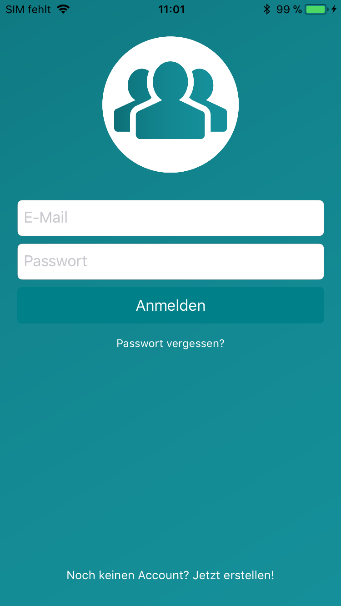 SIM fehlt 11:01 99 %
E-Mail
Passwort
Anmelden
Passwort vergessen?
Noch keinen Account? Jetzt erstellen!